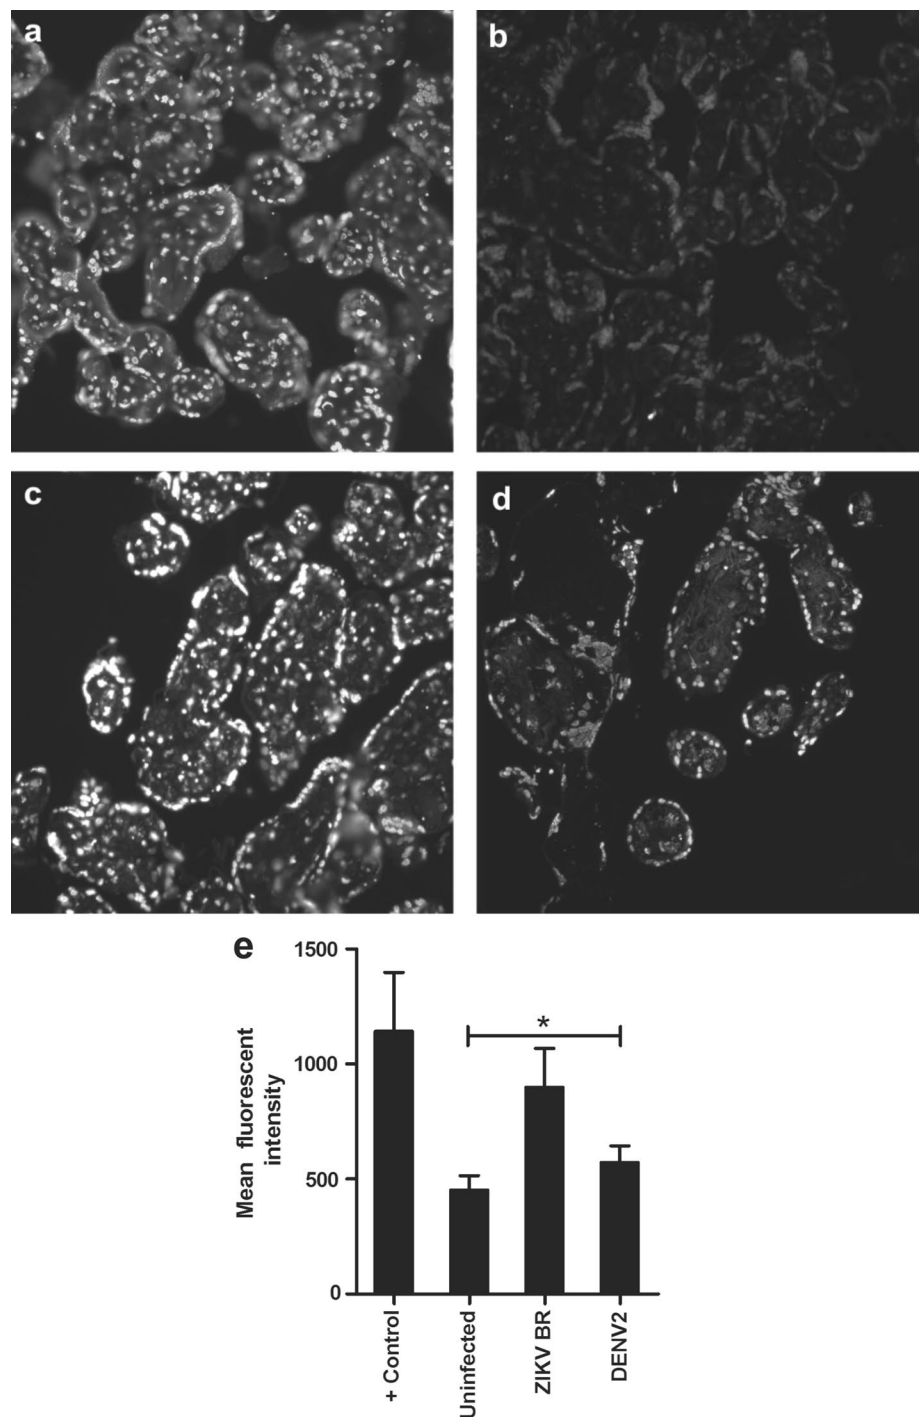 a
b
c
d
e
Mean fluorescent
intensity
1500
1000
500
0
*
+ Control
Uninfected
ZIKV BR
DENV2